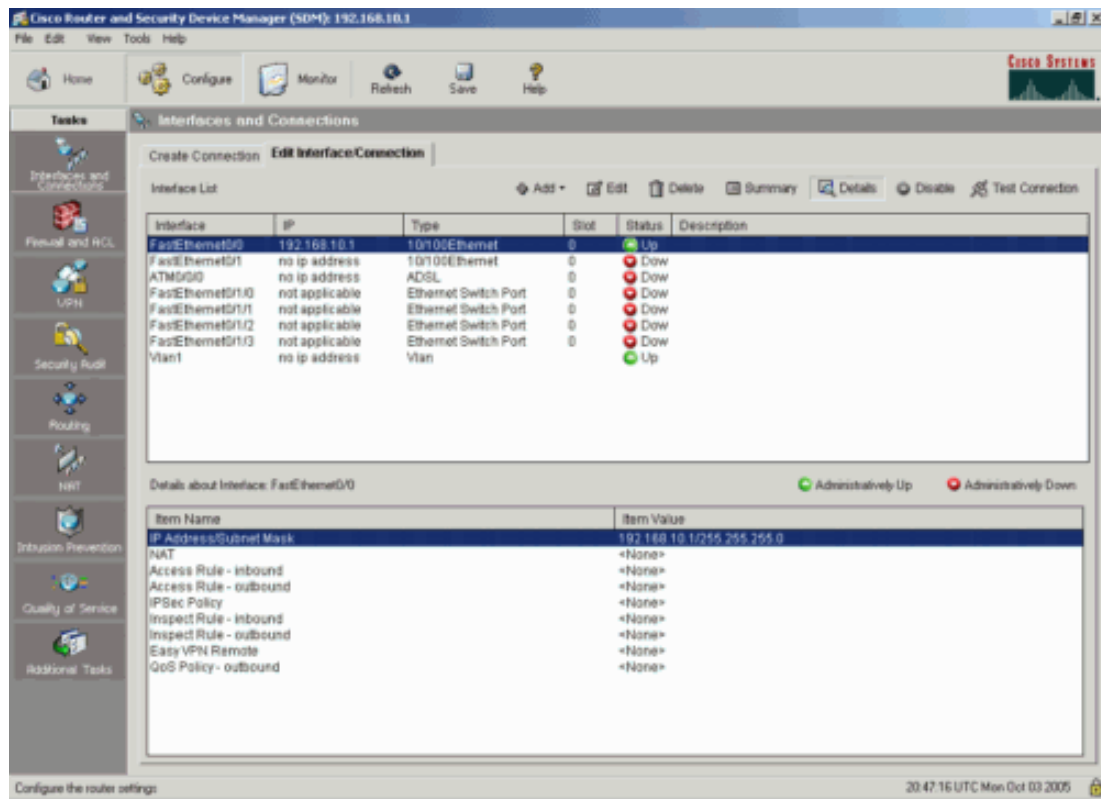 Cisco Router and Security Device Manager (SDM): 192.168.10.1
File Edit View Tools Help
Home Configure Monitor Refresh Save Help
CISCO SYSTEMS
Tasks
Interfaces and Connections
Create Connection Edit Interface/Connection
Interface List Add Edit Delete Summary Details Disable Test Connection
Interface IP Type Slot Status Description
FastEthernet0/0 192.168.10.1 10/100Ethernet 0 Up
FastEthernet0/1 no ip address 10/100Ethernet 0 Dow
ATM0/0/0 no ip address ADSL 0 Dow
FastEthernet0/1/0 not applicable Ethernet Switch Port 0 Dow
FastEthernet0/1/1 not applicable Ethernet Switch Port 0 Dow
FastEthernet0/1/2 not applicable Ethernet Switch Port 0 Dow
FastEthernet0/1/3 not applicable Ethernet Switch Port 0 Dow
Vlan1 no ip address Vlan Up
Details about Interface: FastEthernet0/0 Administratively Up Administratively Down
Item Name Item Value
IP Address/Subnet Mask 192.168.10.1/255.255.255.0
NAT <None>
Access Rule - inbound <None>
Access Rule - outbound <None>
IPSec Policy <None>
Inspect Rule - inbound <None>
Inspect Rule - outbound <None>
Easy VPN Remote <None>
QoS Policy - outbound <None>
Interfaces and
Connections
Firewall and ACL
VPN
Security Audit
Routing
NAT
Intrusion Prevention
Quality of Service
Additional Tasks
Configure the router settings 20:47:16 UTC Mon Oct 03 2005